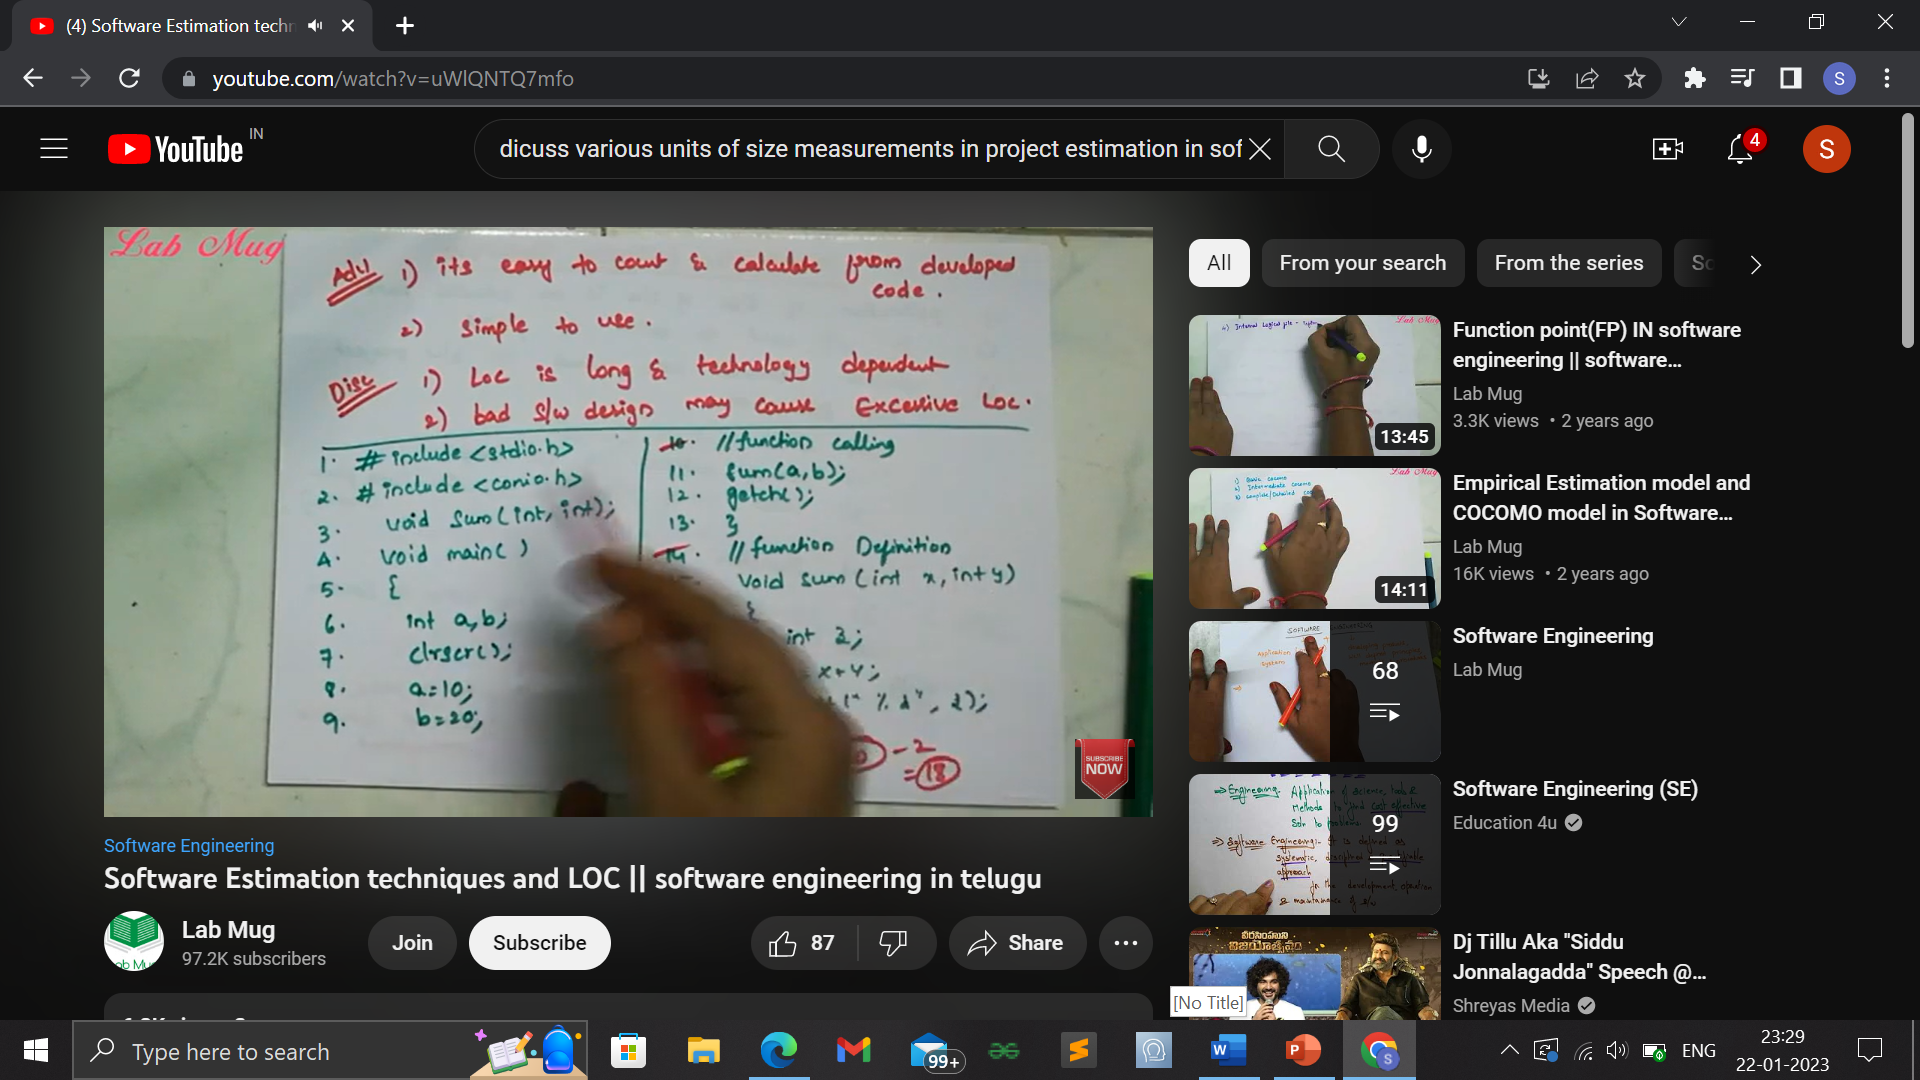 (4) Software Estimation techn
youtube.com/watch?v=uWlQNTQ7mfo
YouTube
IN
dicuss various units of size measurements in project estimation in sof
4
S
Lab Mug
Adv 1) its easy to count & calculate from developed
code.
2) simple to use.
Disc 1) Loc is long & technology dependent
2) bad s/w design may cause Excessive Loc.
1. # include <stdio.h>
2. # include <conio.h>
3. void sum(int, int);
4. void main( )
5. {
6. int a,b;
7. clrscr();
8. a=10;
9. b=20;
10. //function calling
11. sum(a,b);
12. getch();
13. }
14. //function Definition
void sum(int x, int y)
{
int z;
x+y;
(" %d", z);
- 2
= 18
SUBSCRIBE
NOW
Software Engineering
Software Estimation techniques and LOC || software engineering in telugu
Lab Mug
97.2K subscribers
Join
Subscribe
87
Share
All
From your search
From the series
So
Function point(FP) IN software
engineering || software...
Lab Mug
3.3K views • 2 years ago
13:45
Empirical Estimation model and
COCOMO model in Software...
Lab Mug
16K views • 2 years ago
14:11
Software Engineering
Lab Mug
68
Software Engineering (SE)
Education 4u
99
Dj Tillu Aka "Siddu
Jonnalagadda" Speech @...
Shreyas Media
[No Title]
Type here to search
99+
ENG
23:29
22-01-2023